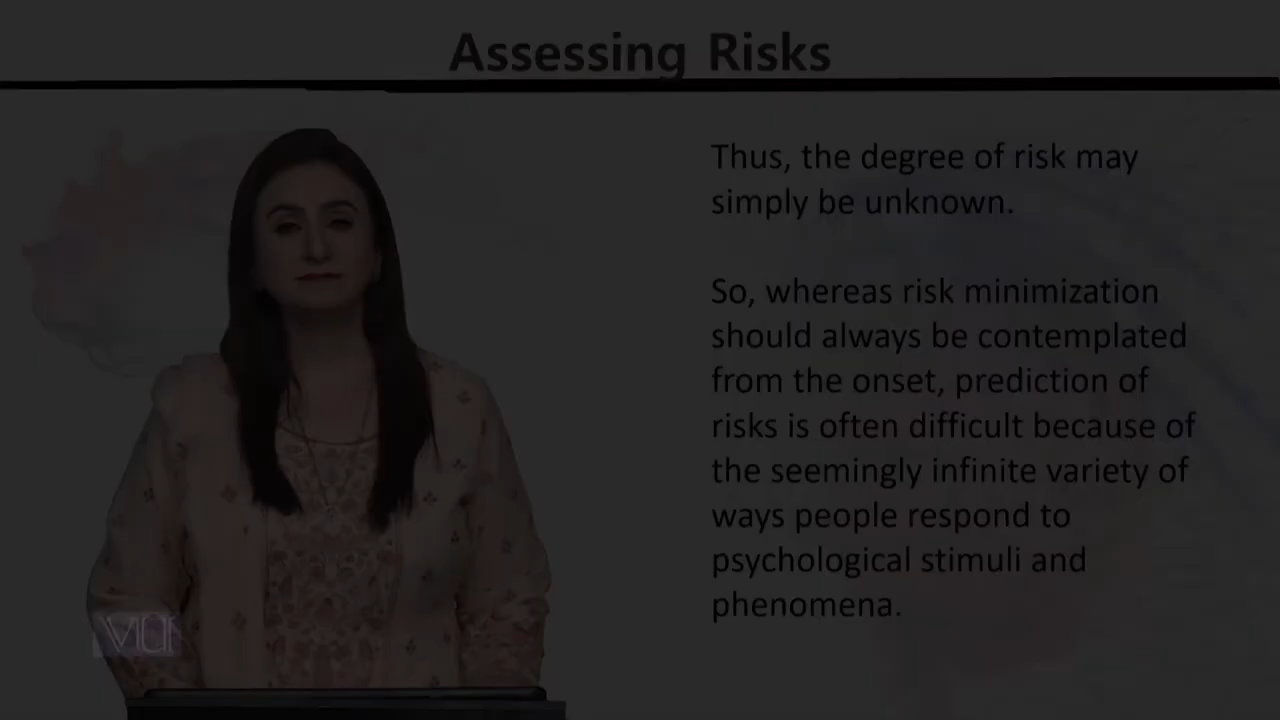 Assessing Risks
Thus, the degree of risk may
simply be unknown.
So, whereas risk minimization
should always be contemplated
from the onset, prediction of
risks is often difficult because of
the seemingly infinite variety of
ways people respond to
psychological stimuli and
phenomena.